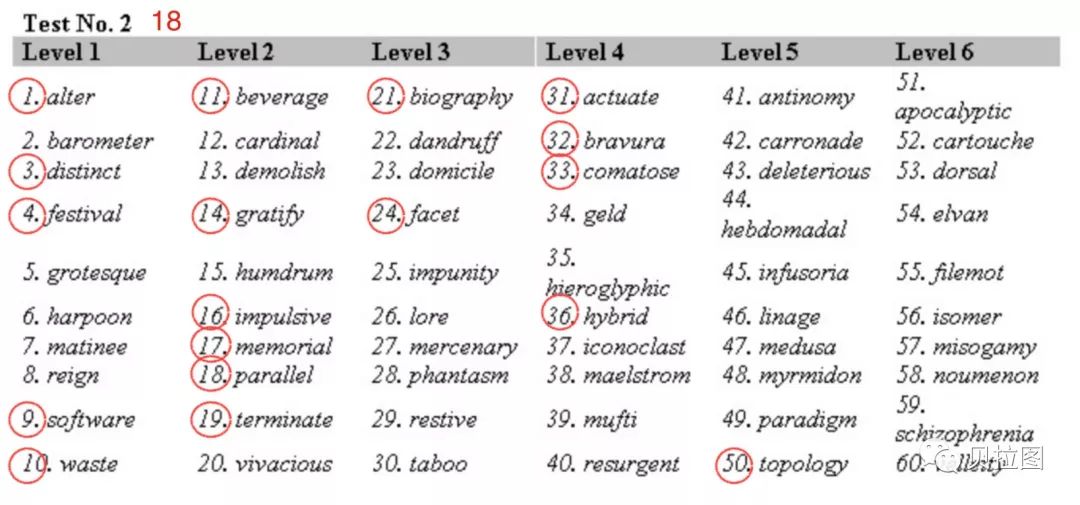 Test No. 2 18
Level 1 Level 2 Level 3 Level 4 Level 5 Level 6
1. alter 11. beverage 21. biography 31. actuate 41. antinomy 51. apocalyptic
2. barometer 12. cardinal 22. dandruff 32. bravura 42. carronade 52. cartouche
3. distinct 13. demolish 23. domicile 33. comatose 43. deleterious 53. dorsal
4. festival 14. gratify 24. facet 34. geld 44. hebdomadal 54. elvan
5. grotesque 15. humdrum 25. impunity 35. hieroglyphic 45. infusoria 55. filemot
6. harpoon 16. impulsive 26. lore 36. hybrid 46. linage 56. isomer
7. matinee 17. memorial 27. mercenary 37. iconoclast 47. medusa 57. misogamy
8. reign 18. parallel 28. phantasm 38. maelstrom 48. myrmidon 58. noumenon
9. software 19. terminate 29. restive 39. mufti 49. paradigm 59. schizophrenia
10. waste 20. vivacious 30. taboo 40. resurgent 50. topology 60.
贝拉图